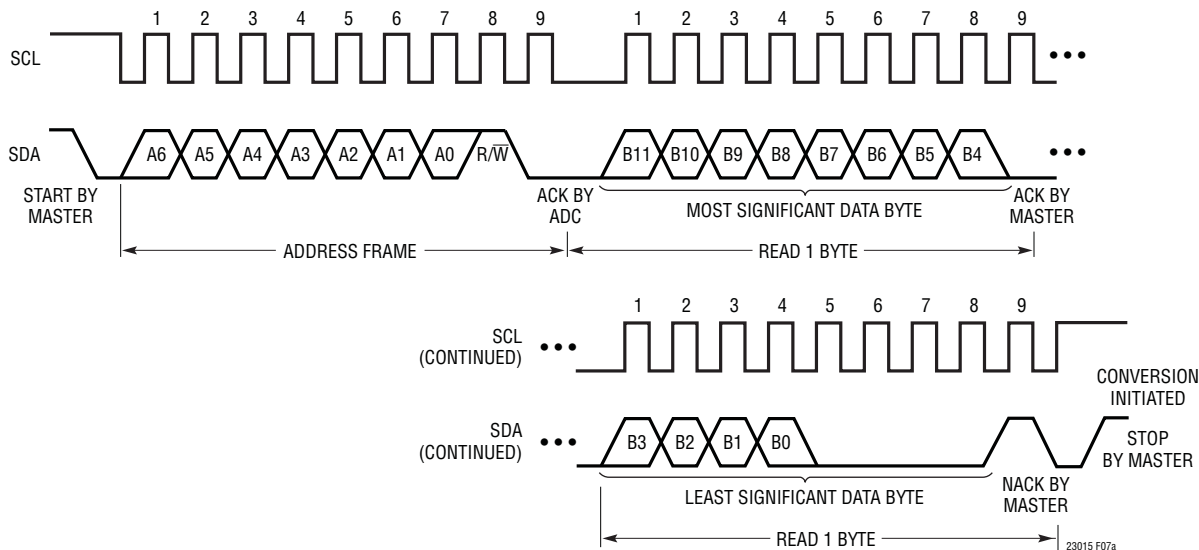 1 2 3 4 5 6 7 8 9 1 2 3 4 5 6 7 8 9
SCL •••
SDA A6 A5 A4 A3 A2 A1 A0 R/W̅ B11 B10 B9 B8 B7 B6 B5 B4 •••
START BY MASTER
ACK BY ADC
MOST SIGNIFICANT DATA BYTE
ACK BY MASTER
ADDRESS FRAME
READ 1 BYTE
1 2 3 4 5 6 7 8 9
SCL (CONTINUED) •••
CONVERSION INITIATED
SDA (CONTINUED) ••• B3 B2 B1 B0
STOP BY MASTER
LEAST SIGNIFICANT DATA BYTE
NACK BY MASTER
READ 1 BYTE
23015 F07a